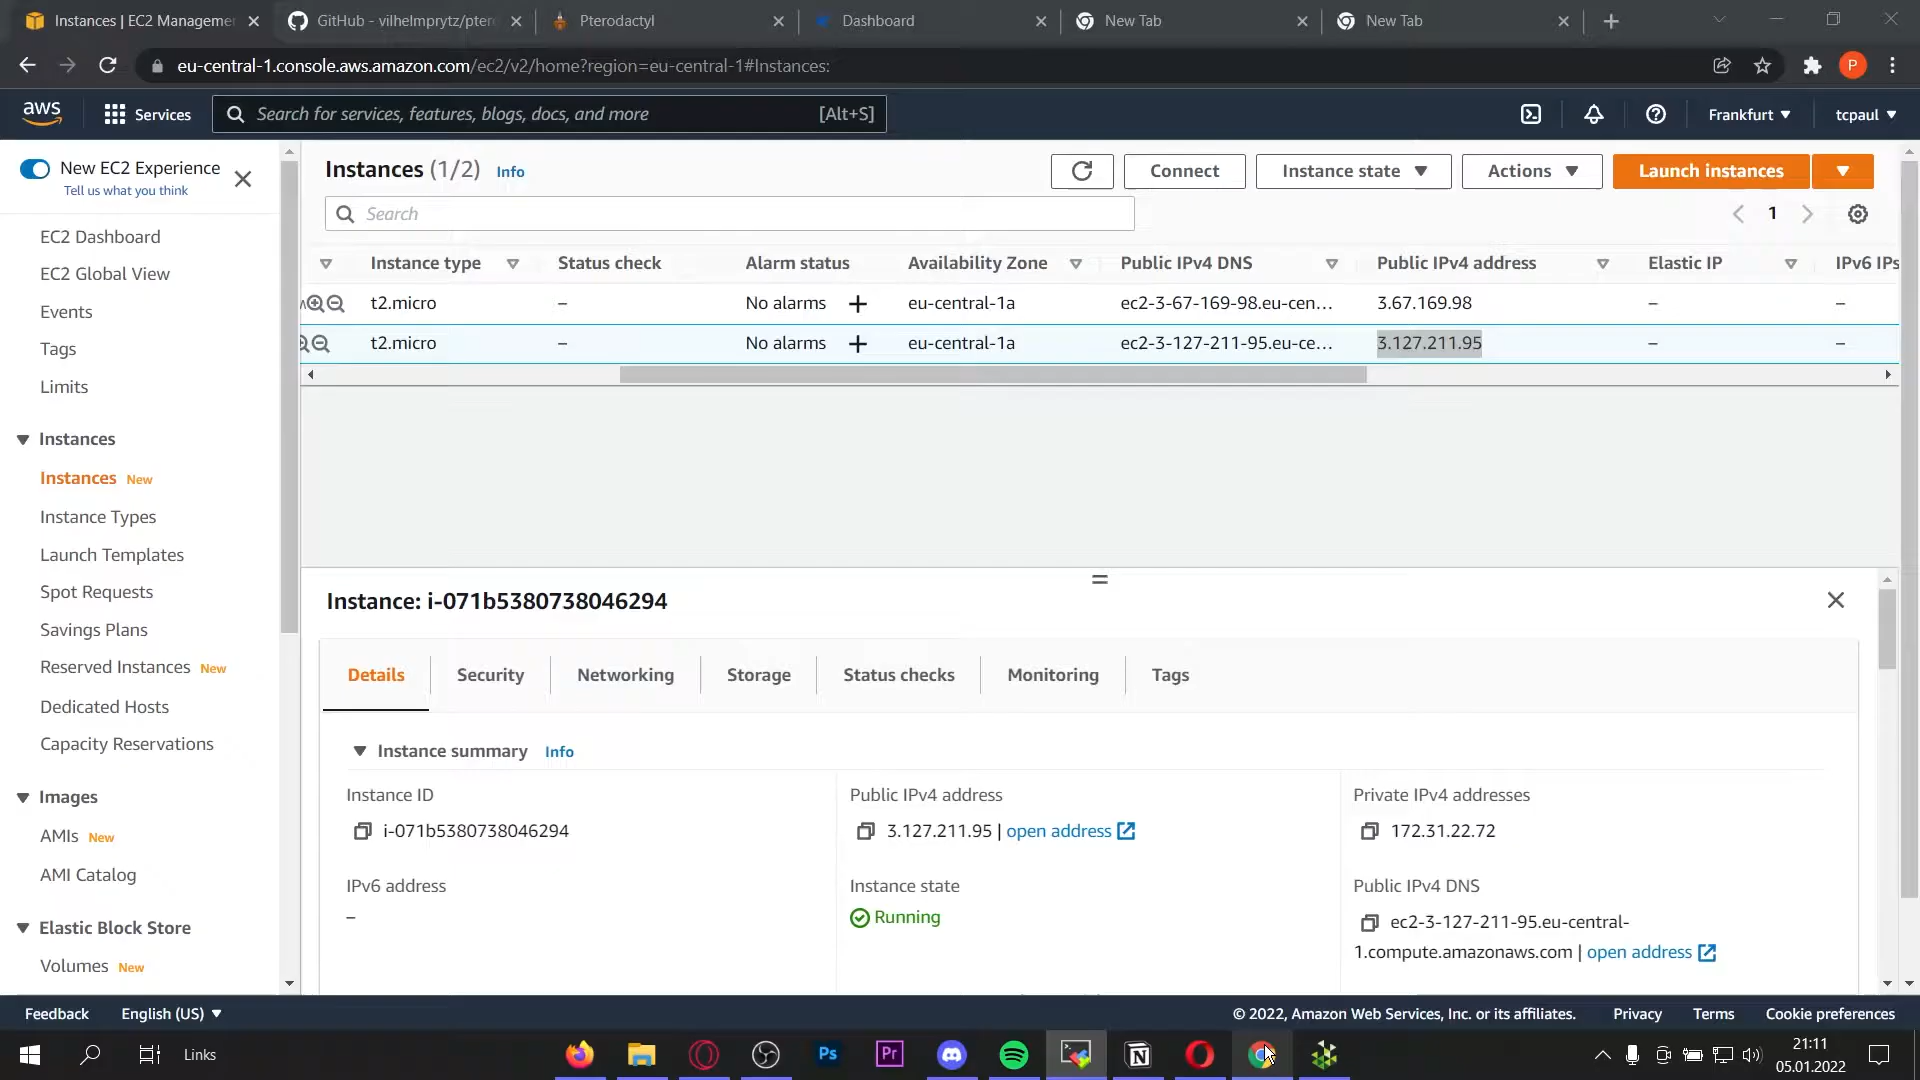 Instances | EC2 Managemen
GitHub - vilhelmprytz/pter
Pterodactyl
Dashboard
New Tab
New Tab
eu-central-1.console.aws.amazon.com/ec2/v2/home?region=eu-central-1#Instances:
P
aws
Services
Search for services, features, blogs, docs, and more
[Alt+S]
Frankfurt
tcpaul
New EC2 Experience
Tell us what you think
EC2 Dashboard
EC2 Global View
Events
Tags
Limits
Instances
Instances New
Instance Types
Launch Templates
Spot Requests
Savings Plans
Reserved Instances New
Dedicated Hosts
Capacity Reservations
Images
AMIs New
AMI Catalog
Elastic Block Store
Volumes New
Instances (1/2) Info
Connect
Instance state
Actions
Launch instances
Search
1
Instance type Status check Alarm status Availability Zone Public IPv4 DNS Public IPv4 address Elastic IP IPv6 IPs
t2.micro – No alarms + eu-central-1a ec2-3-67-169-98.eu-cen... 3.67.169.98 – –
t2.micro – No alarms + eu-central-1a ec2-3-127-211-95.eu-ce... 3.127.211.95 – –
Instance: i-071b5380738046294
Details Security Networking Storage Status checks Monitoring Tags
Instance summary Info
Instance ID
i-071b5380738046294
Public IPv4 address
3.127.211.95 | open address
Private IPv4 addresses
172.31.22.72
IPv6 address
–
Instance state
Running
Public IPv4 DNS
ec2-3-127-211-95.eu-central-
1.compute.amazonaws.com | open address
Feedback
English (US)
© 2022, Amazon Web Services, Inc. or its affiliates.
Privacy
Terms
Cookie preferences
Links
Ps
Pr
21:11
05.01.2022